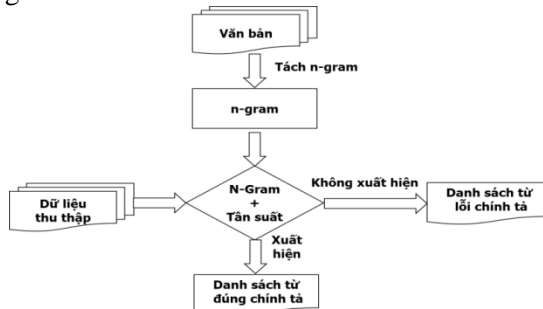 g
Văn bản
Tách n-gram
n-gram
Dữ liệu
thu thập
N-Gram
+
Tân suất
Không xuất hiện
Danh sách từ
lỗi chính tả
Xuất
hiện
Danh sách từ
đúng chính tả